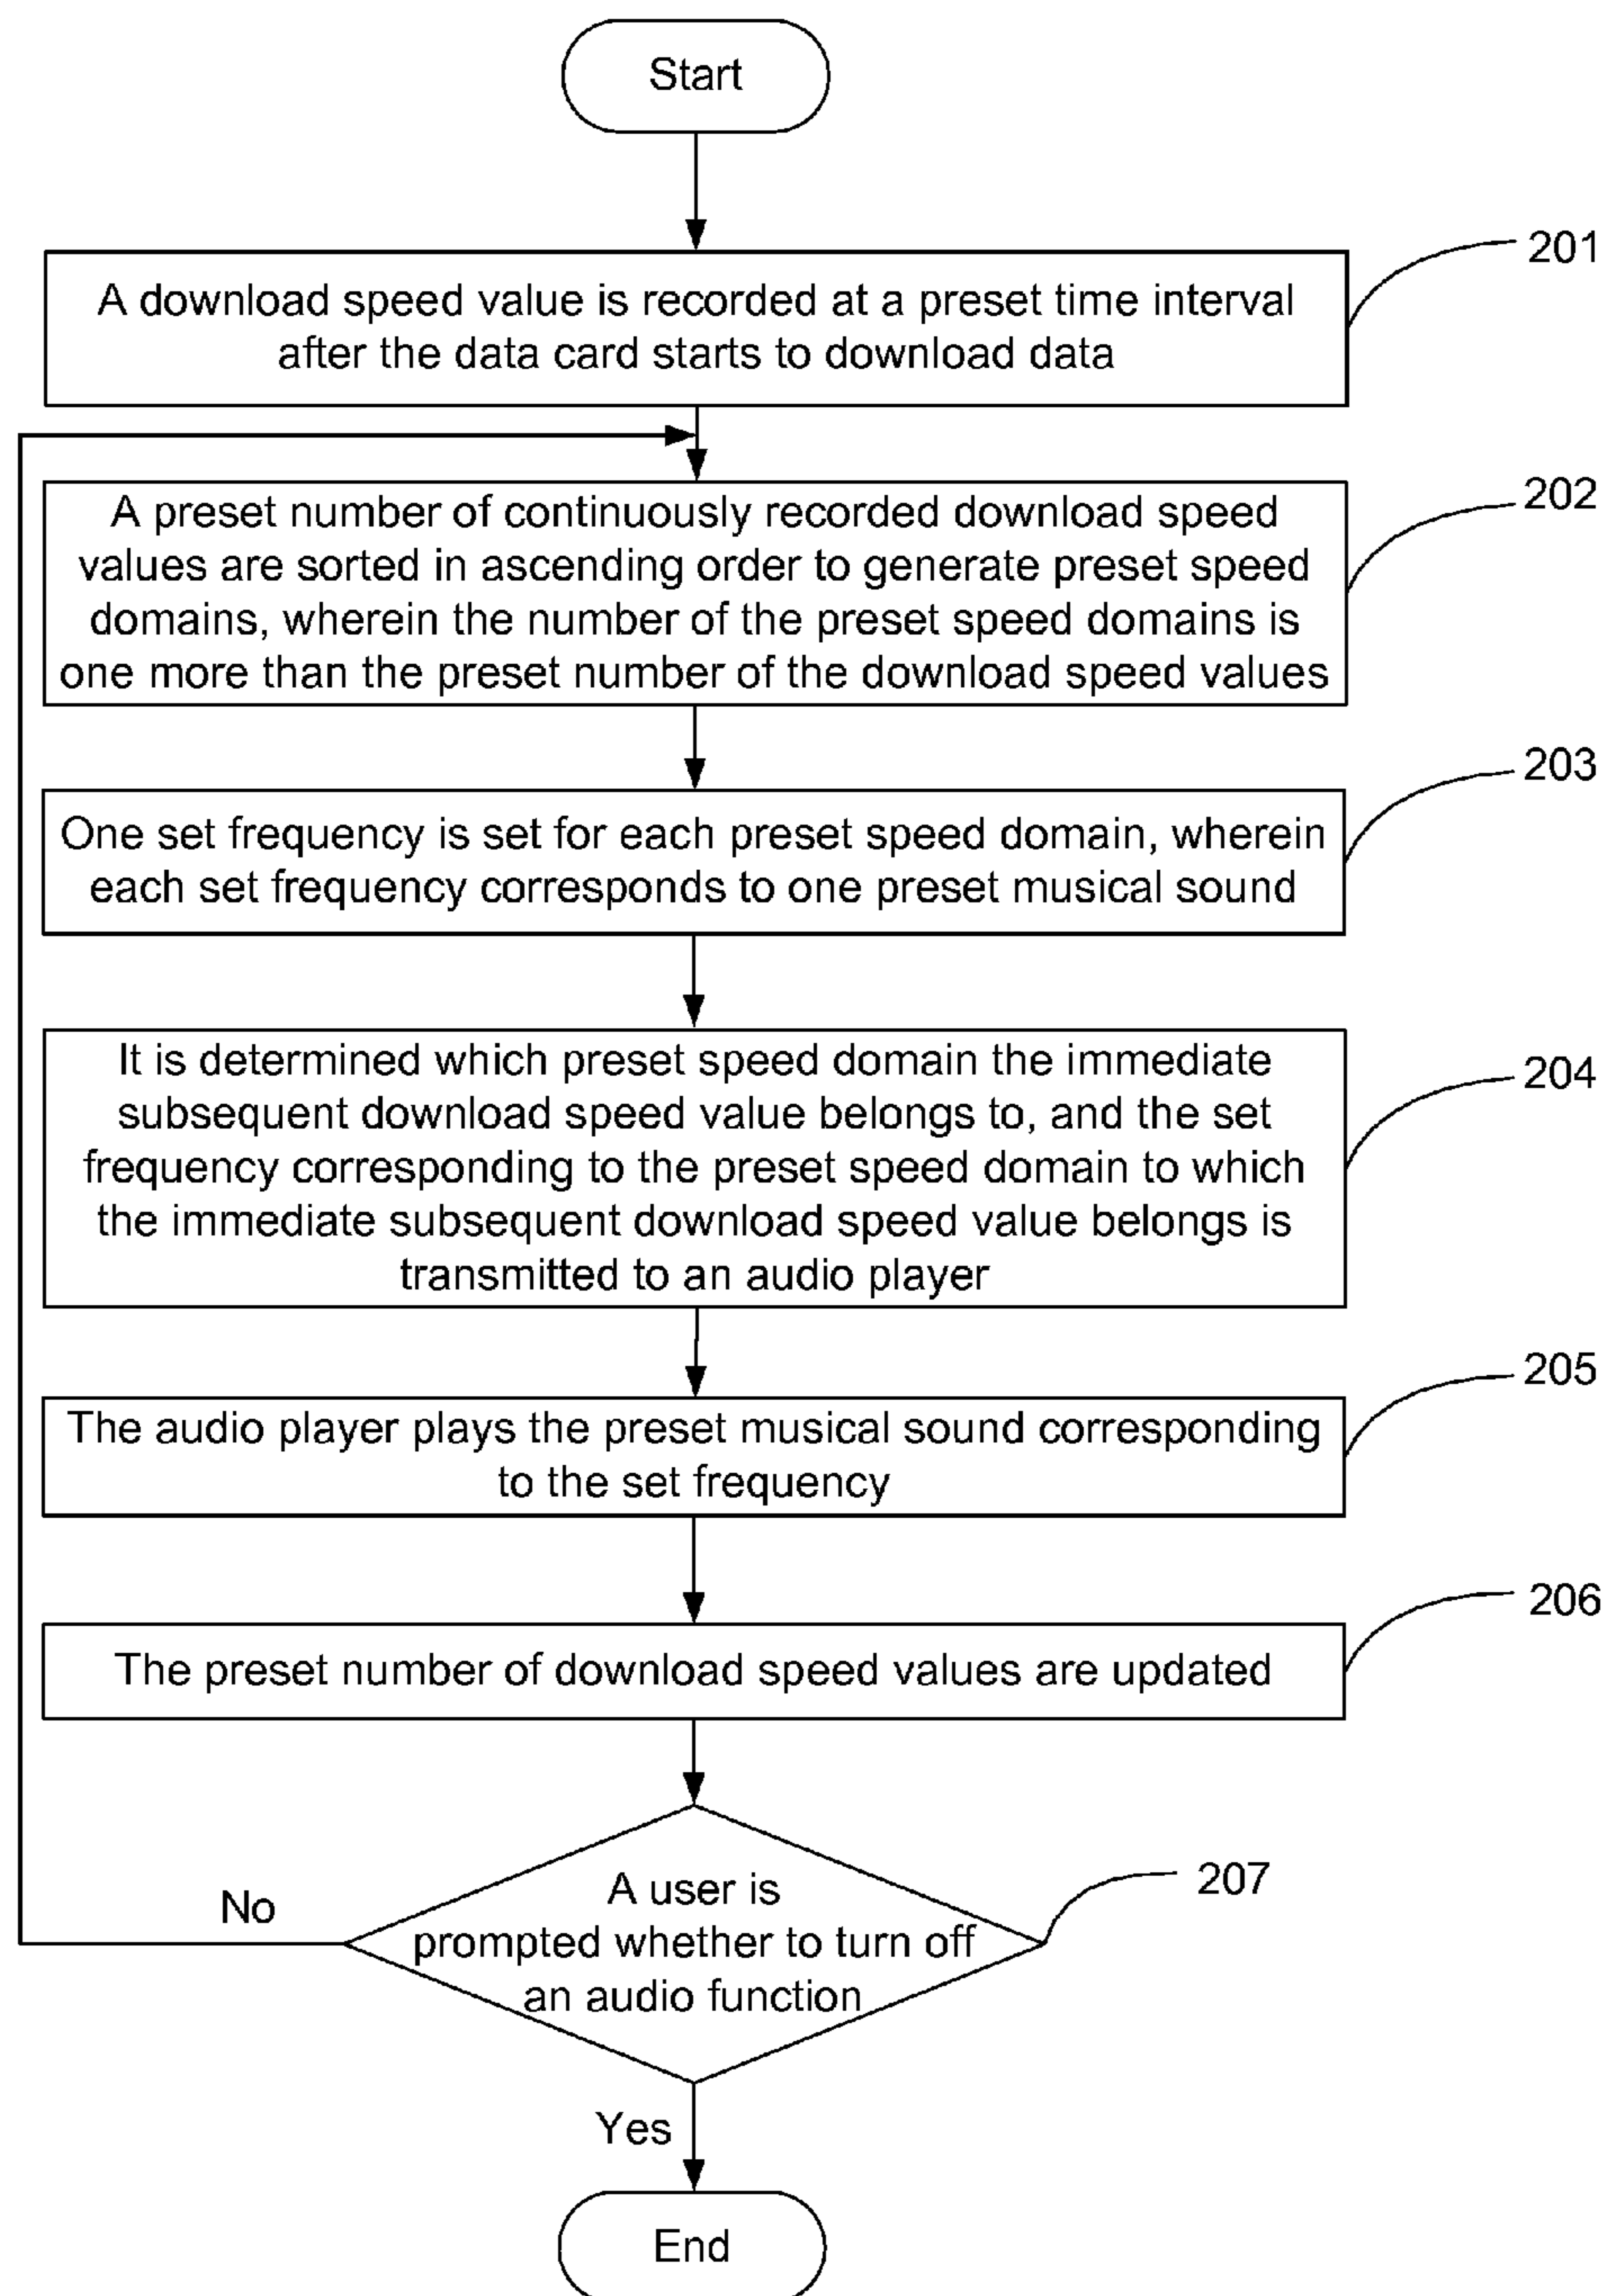 Start
201
A download speed value is recorded at a preset time interval
after the data card starts to download data
202
A preset number of continuously recorded download speed
values are sorted in ascending order to generate preset speed
domains, wherein the number of the preset speed domains is
one more than the preset number of the download speed values
203
One set frequency is set for each preset speed domain, wherein
each set frequency corresponds to one preset musical sound
204
It is determined which preset speed domain the immediate
subsequent download speed value belongs to, and the set
frequency corresponding to the preset speed domain to which
the immediate subsequent download speed value belongs is
transmitted to an audio player
205
The audio player plays the preset musical sound corresponding
to the set frequency
206
The preset number of download speed values are updated
207
A user is
prompted whether to turn off
an audio function
No
Yes
End